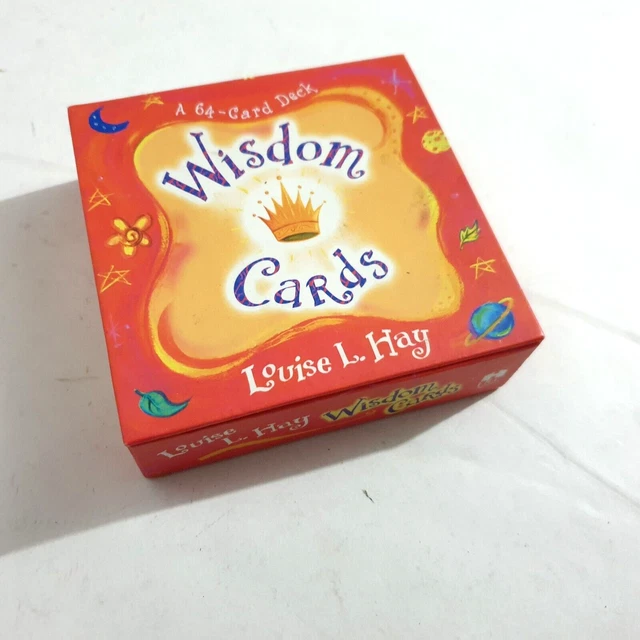 A 64-Card Deck
Wisdom
Cards
Louise L. Hay
Louise L. Hay Wisdom Cards